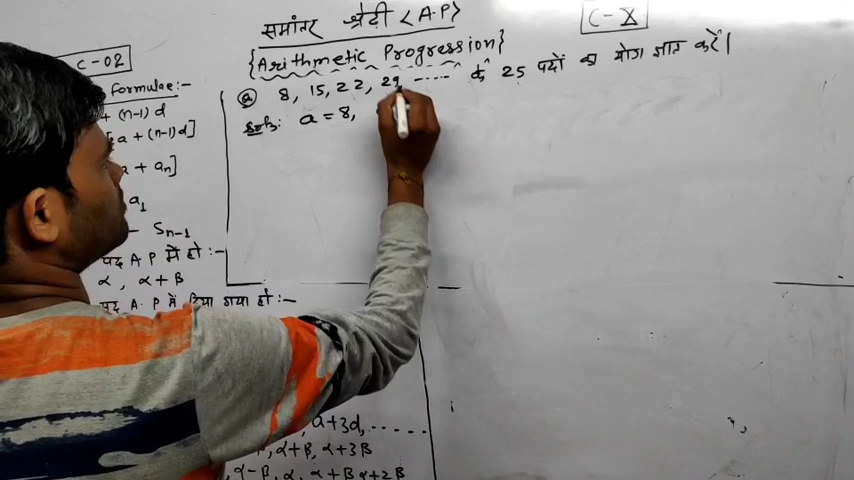 समांतर श्रेढ़ी <A.P>
C-X
C-02
{Arithmetic Progression}
formulae:-
@ 8, 15, 22, 29 ..... के 25 पदों का योग ज्ञात करें।
Soln: a = 8,
+ (n-1) d
a + (n-1)d]
a + an]
a1
- Sn-1
पद A P में हो :-
α, α + β
पद A.P में दिया गया हो :-
a+3d, .....
α+β, α+3β
α-β, α, α+β α+2β